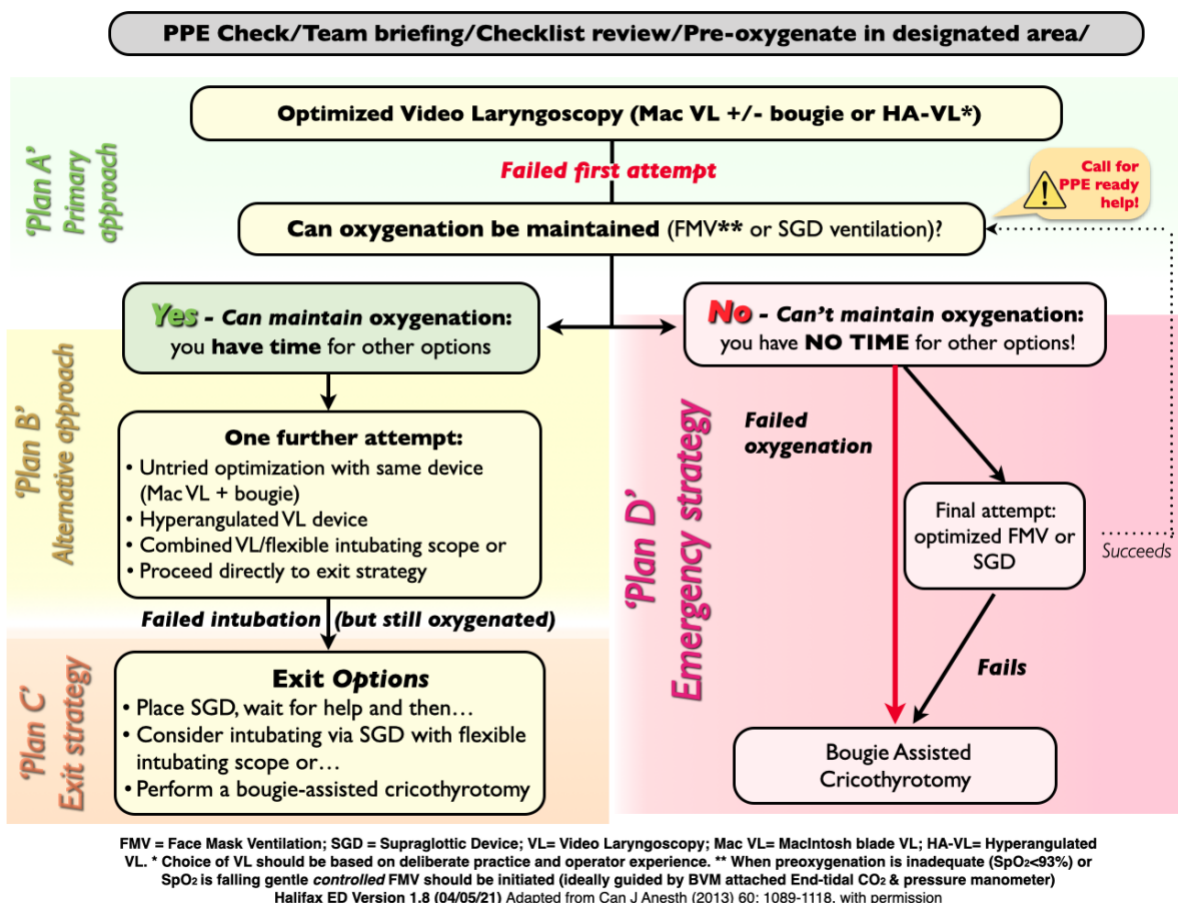 PPE Check/Team briefing/Checklist review/Pre-oxygenate in designated area/
'Plan A'
Primary
approach
Optimized Video Laryngoscopy (Mac VL +/- bougie or HA-VL*)
Failed first attempt
Call for
PPE ready
help!
Can oxygenation be maintained (FMV** or SGD ventilation)?
Yes - Can maintain oxygenation:
you have time for other options
No - Can't maintain oxygenation:
you have NO TIME for other options!
'Plan B'
Alternative approach
One further attempt:
• Untried optimization with same device
(Mac VL + bougie)
• Hyperangulated VL device
• Combined VL/flexible intubating scope or
• Proceed directly to exit strategy
Failed intubation (but still oxygenated)
'Plan C'
Exit strategy
Exit Options
• Place SGD, wait for help and then…
• Consider intubating via SGD with flexible
intubating scope or…
• Perform a bougie-assisted cricothyrotomy
'Plan D'
Emergency strategy
Failed
oxygenation
Final attempt:
optimized FMV or
SGD
Succeeds
Fails
Bougie Assisted
Cricothyrotomy
FMV = Face Mask Ventilation; SGD = Supraglottic Device; VL= Video Laryngoscopy; Mac VL= MacIntosh blade VL; HA-VL= Hyperangulated
VL. * Choice of VL should be based on deliberate practice and operator experience. ** When preoxygenation is inadequate (SpO₂<93%) or
SpO₂ is falling gentle controlled FMV should be initiated (ideally guided by BVM attached End-tidal CO₂ & pressure manometer)
Halifax ED Version 1.8 (04/05/21) Adapted from Can J Anesth (2013) 60: 1089-1118, with permission